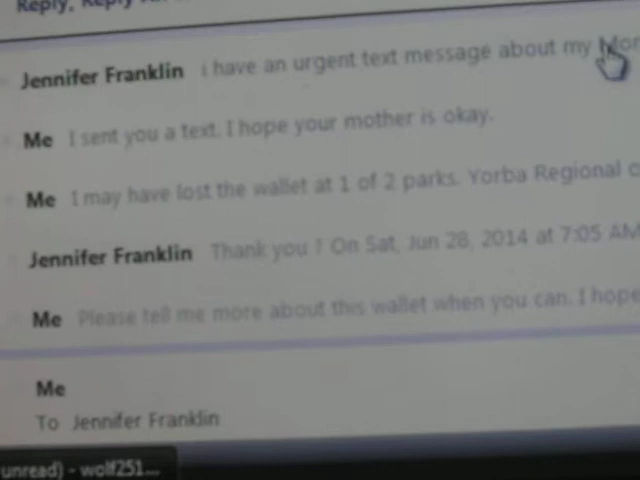 Reply, Reply
Jennifer Franklin i have an urgent text message about my Mom
Me I sent you a text. I hope your mother is okay.
Me I may have lost the wallet at 1 of 2 parks. Yorba Regional
Jennifer Franklin Thank you ! On Sat, Jun 28, 2014 at 7:05 AM
Me Please tell me more about this wallet when you can. I hope
Me
To Jennifer Franklin
unread) - wolf251...